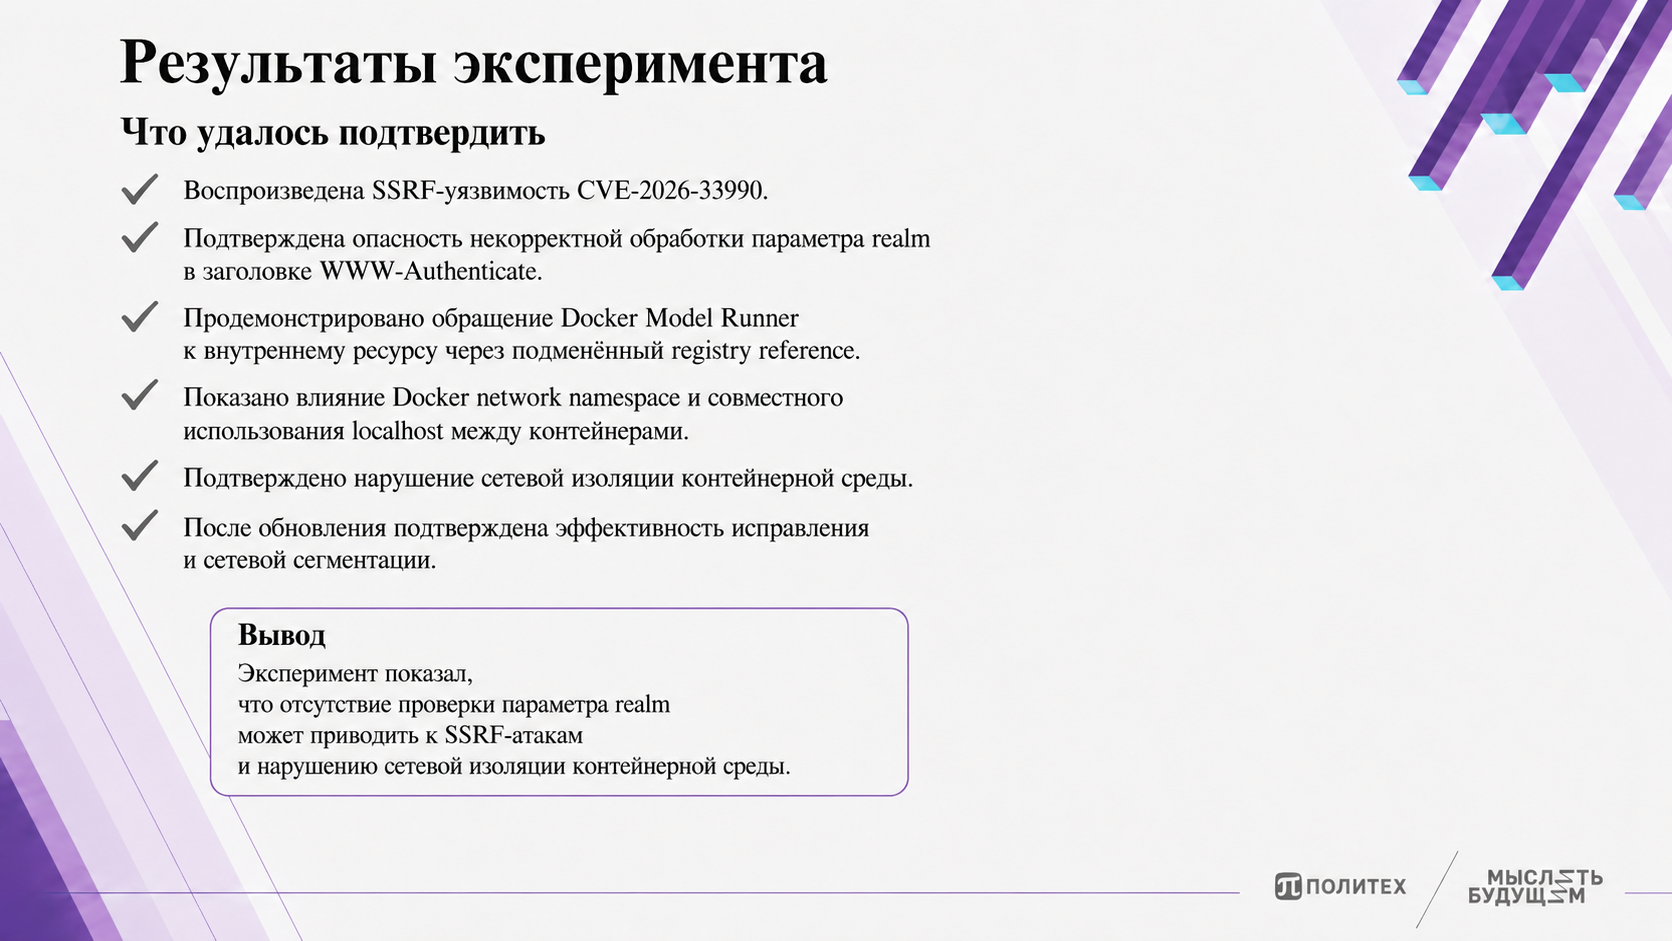 Результаты эксперимента
Что удалось подтвердить
Воспроизведена SSRF-уязвимость CVE-2026-33990.
Подтверждена опасность некорректной обработки параметра realm
в заголовке WWW-Authenticate.
Продемонстрировано обращение Docker Model Runner
к внутреннему ресурсу через подменённый registry reference.
Показано влияние Docker network namespace и совместного
использования localhost между контейнерами.
Подтверждено нарушение сетевой изоляции контейнерной среды.
После обновления подтверждена эффективность исправления
и сетевой сегментации.
Вывод
Эксперимент показал,
что отсутствие проверки параметра realm
может приводить к SSRF-атакам
и нарушению сетевой изоляции контейнерной среды.
ПОЛИТЕХ
МЫСЛИТЬ
БУДУЩИМ